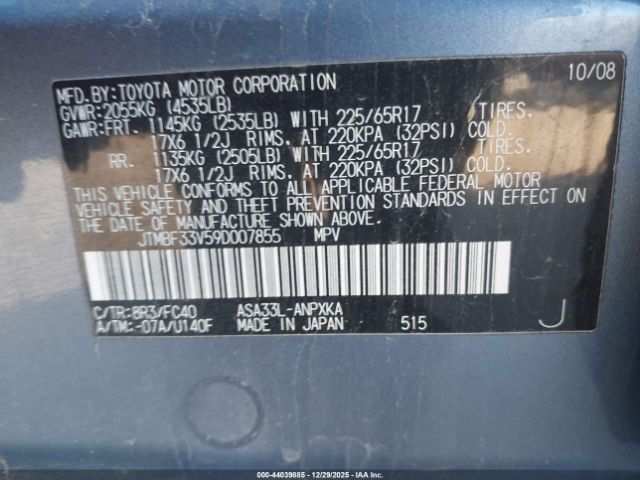 MFD.BY:TOYOTA MOTOR CORPORATION 10/08
GVWR:2055KG (4535LB)
GAWR:FRT. 1145KG (2535LB) WITH 225/65R17 TIRES.
17X6 1/2J RIMS. AT 220KPA (32PSI) COLD.
RR. 1135KG (2505LB) WITH 225/65R17 TIRES.
17X6 1/2J RIMS. AT 220KPA (32PSI) COLD.
THIS VEHICLE CONFORMS TO ALL APPLICABLE FEDERAL MOTOR
VEHICLE SAFETY AND THEFT PREVENTION STANDARDS IN EFFECT ON
THE DATE OF MANUFACTURE SHOWN ABOVE.
JTMBF33V59D007855 MPV
C/TR:8R3/FC40 ASA33L-ANPXKA
A/TM:-07A/U140F MADE IN JAPAN 515 J
© IAA 000-44039885 12/29/2025 - IAAI.COM